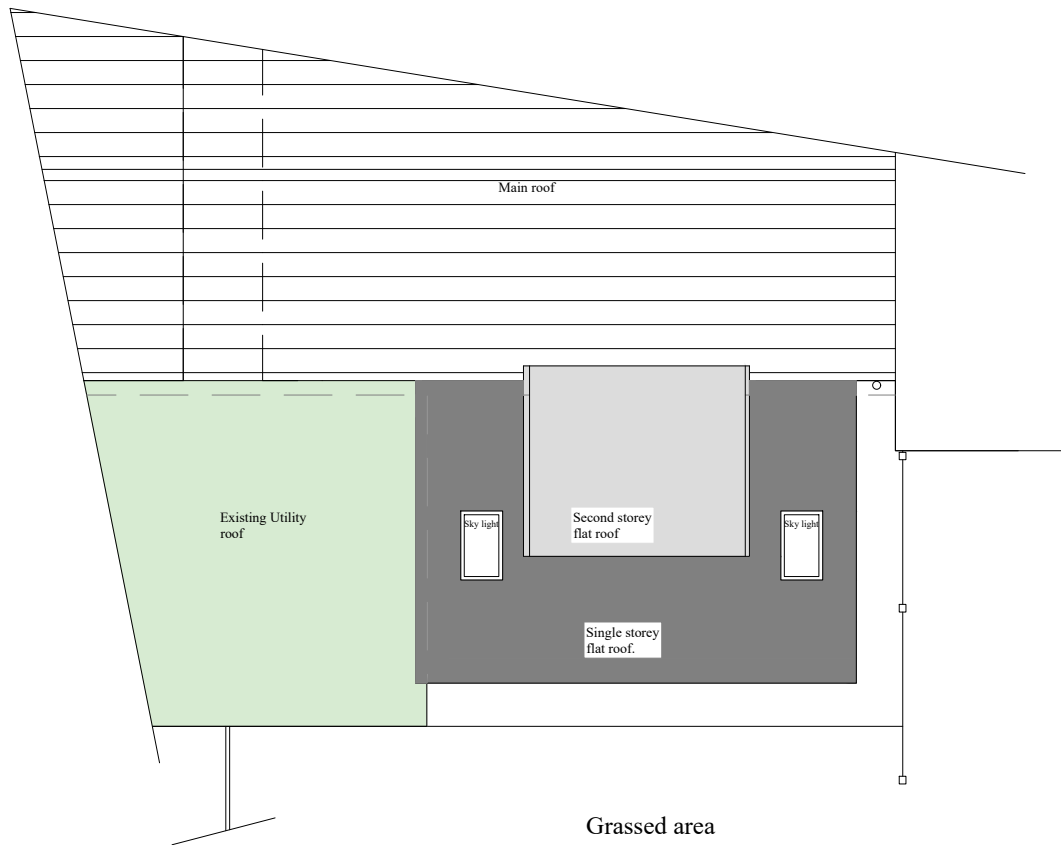 Main roof
Existing Utility
roof
Sky light
Second storey
flat roof
Sky light
Single storey
flat roof.
Grassed area